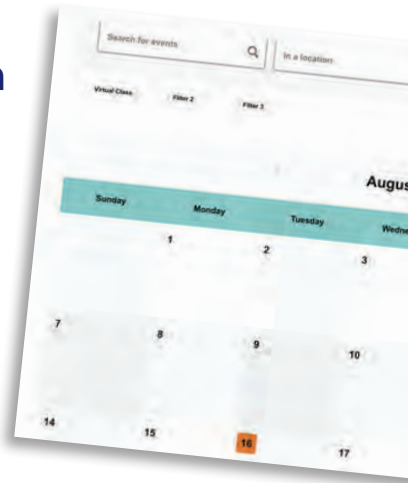 n
Search for events
in a location
Virtual Class Filter 2 Filter 3
Augus
Sunday Monday Tuesday Wedne
1 2 3
7 8 9 10
14 15 16 17